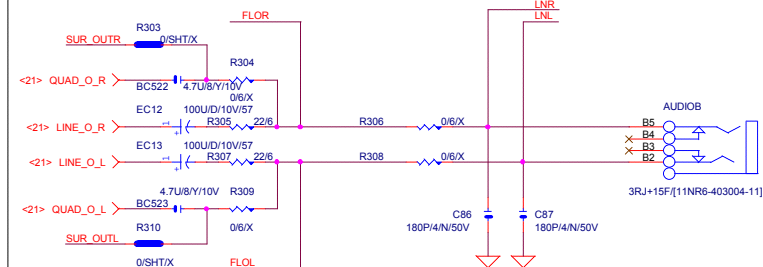 LNR
FLOR
LNL
R303
SUR_OUTR
0/SHT/X
R304
<21> QUAD_O_R
BC522
4.7U/8/Y/10V
0/6/X
EC12
100U/D/10V/57
AUDIOB
<21> LINE_O_R
1
+
R305
22/6
R306
0/6/X
B5
B4
EC13
100U/D/10V/57
B3
<21> LINE_O_L
1
+
R307
22/6
R308
0/6/X
B2
4.7U/8/Y/10V
R309
3RJ+15F/[11NR6-403004-11]
<21> QUAD_O_L
BC523
R310
0/6/X
C86
C87
SUR_OUTL
180P/4/N/50V
180P/4/N/50V
0/SHT/X
FLOL